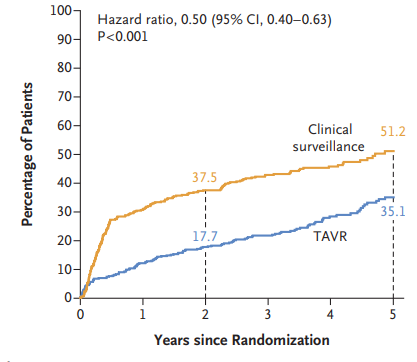 Hazard ratio, 0.50 (95% CI, 0.40–0.63)
P<0.001
Percentage of Patients
100
90
80
70
60
50
40
30
20
10
0
Clinical
surveillance
51.2
37.5
35.1
17.7
TAVR
0 1 2 3 4 5
Years since Randomization